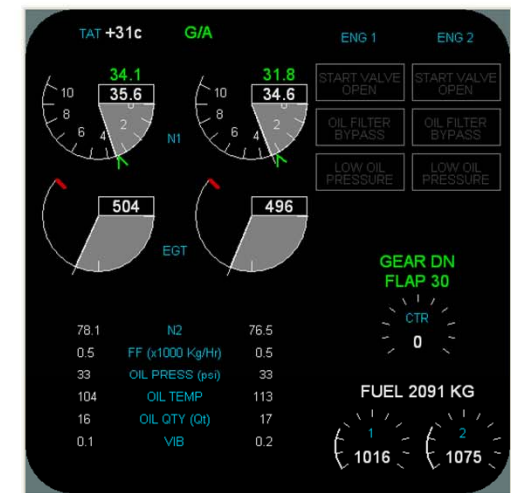 TAT +31c G/A ENG 1 ENG 2
34.1 31.8
35.6 34.6
START VALVE OPEN START VALVE OPEN
10 8 6 4 2 0 N1 10 8 6 4 2 0
OIL FILTER BYPASS OIL FILTER BYPASS
LOW OIL PRESSURE LOW OIL PRESSURE
504 496
EGT
GEAR DN
FLAP 30
CTR
0
78.1 N2 76.5
0.5 FF (x1000 Kg/Hr) 0.5
33 OIL PRESS (psi) 33
104 OIL TEMP 113
16 OIL QTY (Qt) 17
0.1 VIB 0.2
FUEL 2091 KG
1 2
1016 1075